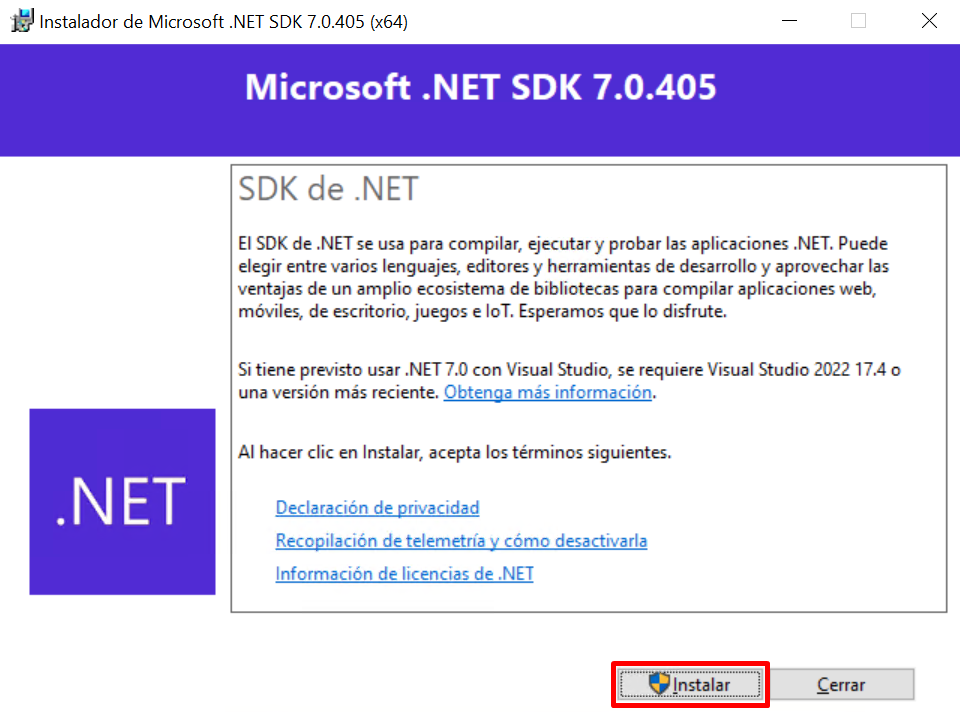 Instalador de Microsoft .NET SDK 7.0.405 (x64)
Microsoft .NET SDK 7.0.405
SDK de .NET
El SDK de .NET se usa para compilar, ejecutar y probar las aplicaciones .NET. Puede
elegir entre varios lenguajes, editores y herramientas de desarrollo y aprovechar las
ventajas de un amplio ecosistema de bibliotecas para compilar aplicaciones web,
móviles, de escritorio, juegos e IoT. Esperamos que lo disfrute.
Si tiene previsto usar .NET 7.0 con Visual Studio, se requiere Visual Studio 2022 17.4 o
una versión más reciente. Obtenga más información.
Al hacer clic en Instalar, acepta los términos siguientes.
Declaración de privacidad
Recopilación de telemetría y cómo desactivarla
Información de licencias de .NET
.NET
Instalar
Cerrar